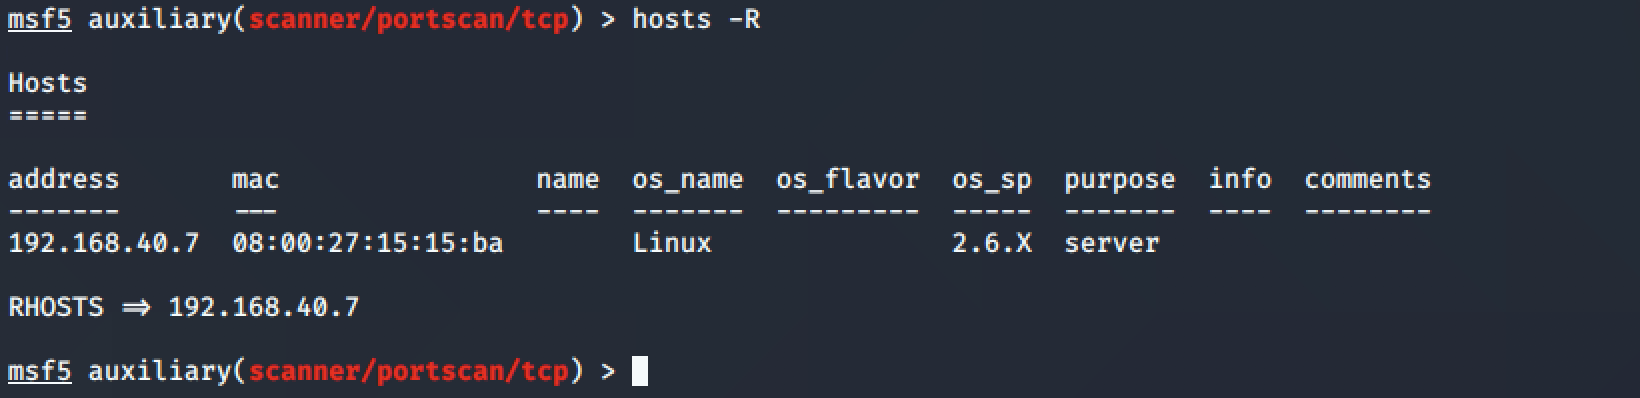 msf5 auxiliary(scanner/portscan/tcp) > hosts -R
Hosts
=====
address       mac                name  os_name  os_flavor  os_sp  purpose  info  comments
-------       ---                ----  -------  ---------  -----  -------  ----  --------
192.168.40.7  08:00:27:15:15:ba        Linux               2.6.X  server
RHOSTS => 192.168.40.7
msf5 auxiliary(scanner/portscan/tcp) >